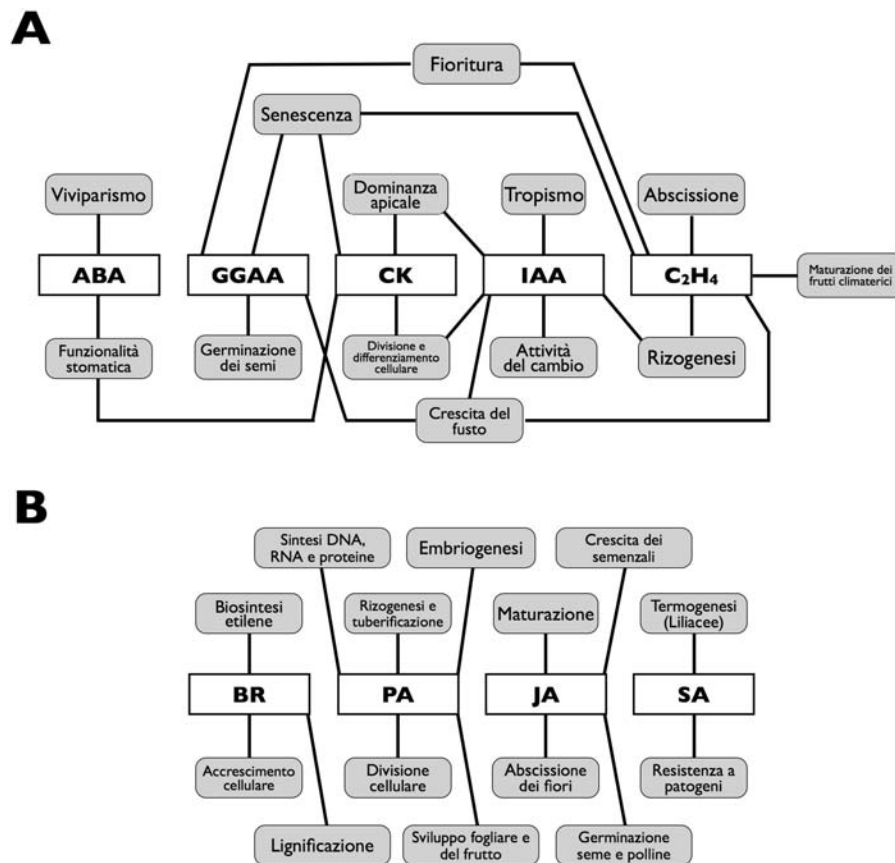 A
Fioritura
Senescenza
Viviparismo
Dominanza
apicale
Tropismo
Abscissione
ABA
GGAA
CK
IAA
C₂H₄
Maturazione dei
frutti climaterici
Funzionalità
stomatica
Germinazione
dei semi
Divisione e
differenziamento
cellulare
Attività
del cambio
Rizogenesi
Crescita del
fusto
B
Sintesi DNA,
RNA e proteine
Embriogenesi
Crescita dei
semenzali
Biosintesi
etilene
Rizogenesi e
tuberificazione
Maturazione
Termogenesi
(Liliacee)
BR
PA
JA
SA
Accrescimento
cellulare
Divisione
cellulare
Abscissione
dei fiori
Resistenza a
patogeni
Lignificazione
Sviluppo fogliare e
del frutto
Germinazione
seme e polline